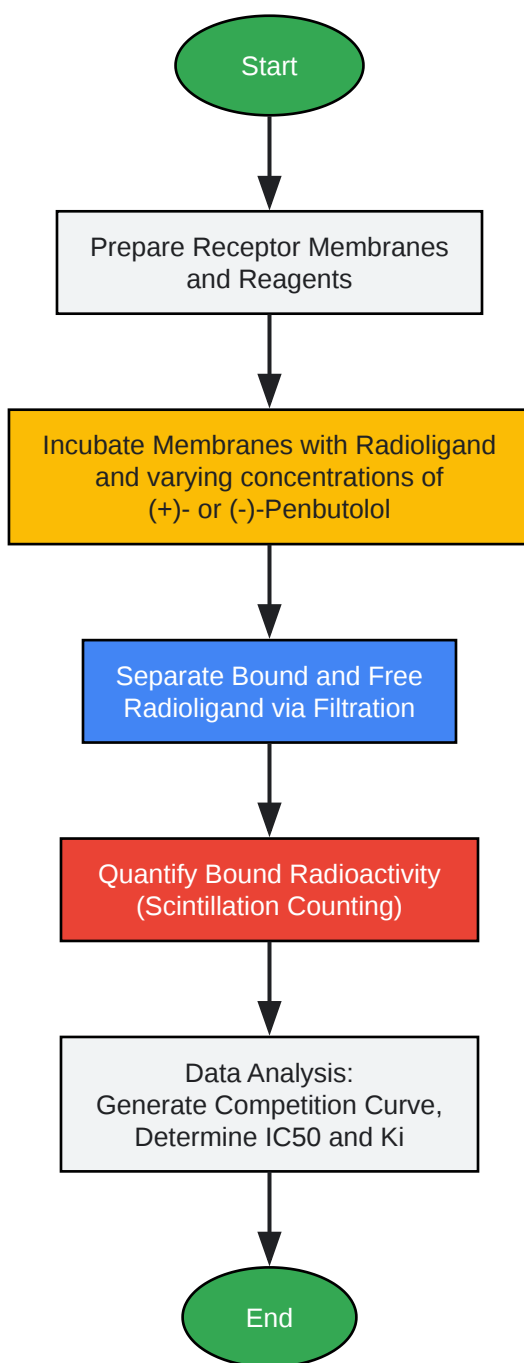 Start
Prepare Receptor Membranes
and Reagents
Incubate Membranes with Radioligand
and varying concentrations of
(+)- or (-)-Penbutolol
Separate Bound and Free
Radioligand via Filtration
Quantify Bound Radioactivity
(Scintillation Counting)
Data Analysis:
Generate Competition Curve,
Determine IC50 and Ki
End